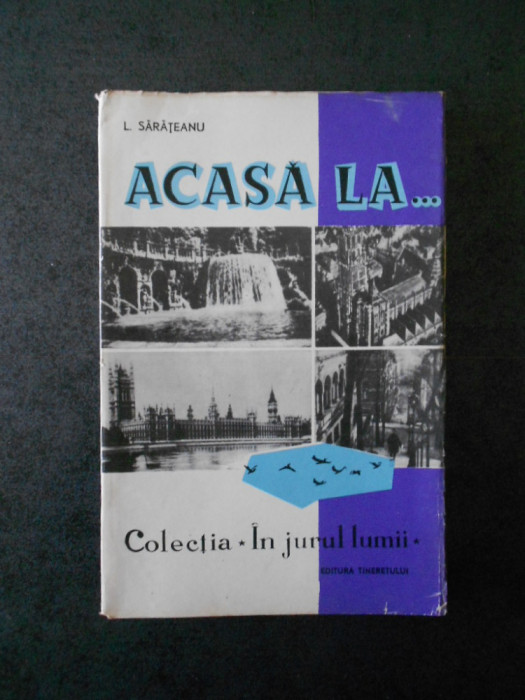 L. SĂRĂȚEANU
ACASĂ LA...
Colecția * În jurul lumii *
EDITURA TINERETULUI